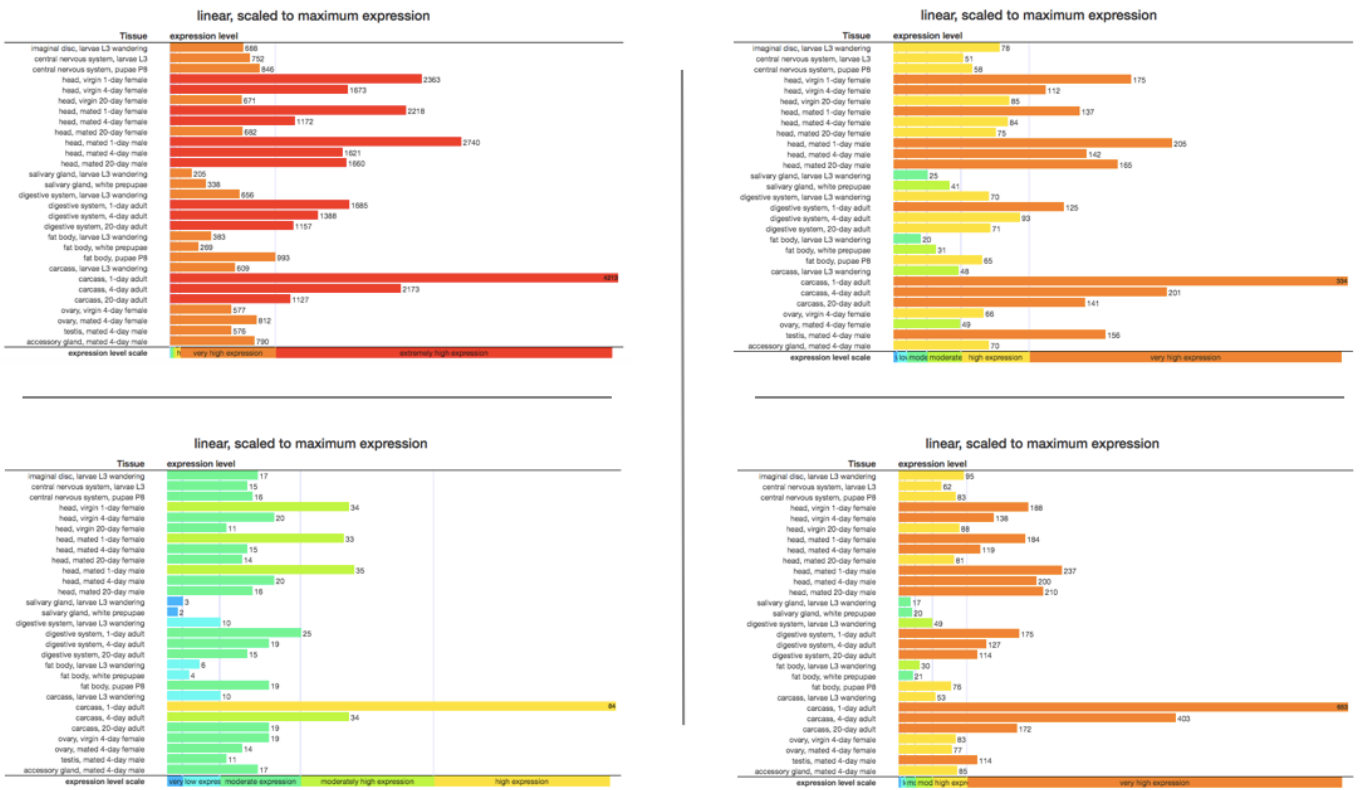 linear, scaled to maximum expression
Tissue expression level
imaginal disc, larvae L3 wandering 688
central nervous system, larvae L3 752
central nervous system, pupae P8 846
head, virgin 1-day female 2363
head, virgin 4-day female 1673
head, virgin 20-day female 671
head, mated 1-day female 2218
head, mated 4-day female 1172
head, mated 20-day female 682
head, mated 1-day male 2740
head, mated 4-day male 1621
head, mated 20-day male 1660
salivary gland, larvae L3 wandering 205
salivary gland, white prepupae 338
digestive system, larvae L3 wandering 656
digestive system, 1-day adult 1685
digestive system, 4-day adult 1388
digestive system, 20-day adult 1157
fat body, larvae L3 wandering 383
fat body, white prepupae 269
fat body, pupae P8 993
carcass, larvae L3 wandering 609
carcass, 1-day adult
carcass, 4-day adult 2173
carcass, 20-day adult 1127
ovary, virgin 4-day female 577
ovary, mated 4-day female 812
testis, mated 4-day male 576
accessory gland, mated 4-day male 790
expression level scale very high expression extremely high expression
linear, scaled to maximum expression
Tissue expression level
imaginal disc, larvae L3 wandering 78
central nervous system, larvae L3 51
central nervous system, pupae P8 58
head, virgin 1-day female 175
head, virgin 4-day female 112
head, virgin 20-day female 85
head, mated 1-day female 137
head, mated 4-day female 84
head, mated 20-day female 75
head, mated 1-day male 205
head, mated 4-day male 142
head, mated 20-day male 165
salivary gland, larvae L3 wandering 25
salivary gland, white prepupae 41
digestive system, larvae L3 wandering 70
digestive system, 1-day adult 125
digestive system, 4-day adult 93
digestive system, 20-day adult 71
fat body, larvae L3 wandering 20
fat body, white prepupae 31
fat body, pupae P8 65
carcass, larvae L3 wandering 48
carcass, 1-day adult 334
carcass, 4-day adult 201
carcass, 20-day adult 141
ovary, virgin 4-day female 66
ovary, mated 4-day female 49
testis, mated 4-day male 156
accessory gland, mated 4-day male 70
expression level scale moderate high expression very high expression
linear, scaled to maximum expression
Tissue expression level
imaginal disc, larvae L3 wandering 17
central nervous system, larvae L3 15
central nervous system, pupae P8 16
head, virgin 1-day female 34
head, virgin 4-day female 20
head, virgin 20-day female 11
head, mated 1-day female 33
head, mated 4-day female 15
head, mated 20-day female 14
head, mated 1-day male 35
head, mated 4-day male 20
head, mated 20-day male 16
salivary gland, larvae L3 wandering 3
salivary gland, white prepupae 2
digestive system, larvae L3 wandering 10
digestive system, 1-day adult 25
digestive system, 4-day adult 19
digestive system, 20-day adult 15
fat body, larvae L3 wandering 6
fat body, white prepupae 4
fat body, pupae P8 19
carcass, larvae L3 wandering 10
carcass, 1-day adult 84
carcass, 4-day adult 34
carcass, 20-day adult 19
ovary, virgin 4-day female 19
ovary, mated 4-day female 14
testis, mated 4-day male 11
accessory gland, mated 4-day male 17
expression level scale very low expres moderate expression moderately high expression high expression
linear, scaled to maximum expression
Tissue expression level
imaginal disc, larvae L3 wandering 95
central nervous system, larvae L3 62
central nervous system, pupae P8 83
head, virgin 1-day female 188
head, virgin 4-day female 138
head, virgin 20-day female 88
head, mated 1-day female 184
head, mated 4-day female 119
head, mated 20-day female 81
head, mated 1-day male 237
head, mated 4-day male 200
head, mated 20-day male 210
salivary gland, larvae L3 wandering 17
salivary gland, white prepupae 20
digestive system, larvae L3 wandering 49
digestive system, 1-day adult 175
digestive system, 4-day adult 127
digestive system, 20-day adult 114
fat body, larvae L3 wandering 30
fat body, white prepupae 21
fat body, pupae P8 76
carcass, larvae L3 wandering 53
carcass, 1-day adult
carcass, 4-day adult 403
carcass, 20-day adult 172
ovary, virgin 4-day female 83
ovary, mated 4-day female 77
testis, mated 4-day male 114
accessory gland, mated 4-day male 85
expression level scale mod high expre very high expression